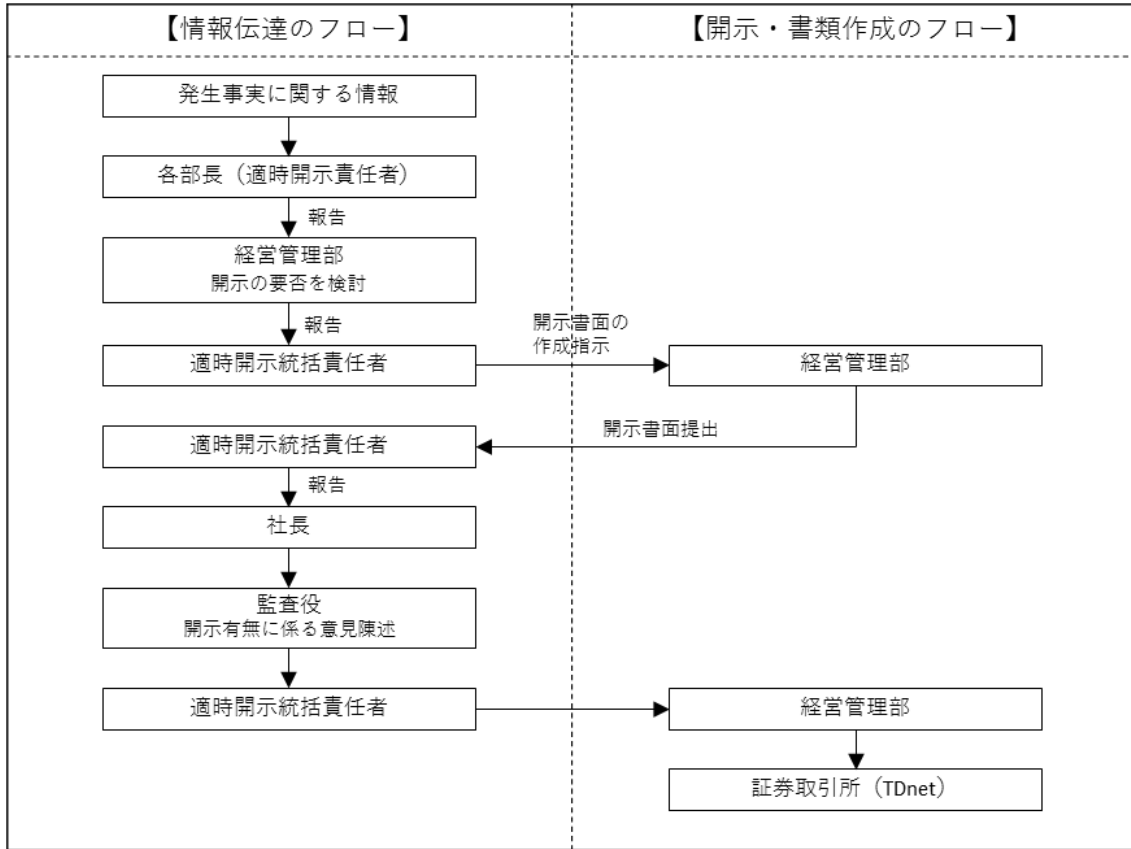 【情報伝達のフロー】
【開示・書類作成のフロー】
発生事実に関する情報
各部長（適時開示責任者）
報告
経営管理部
開示の要否を検討
報告
適時開示統括責任者
開示書面の
作成指示
経営管理部
開示書面提出
適時開示統括責任者
報告
社長
監査役
開示有無に係る意見陳述
適時開示統括責任者
経営管理部
証券取引所（TDnet）